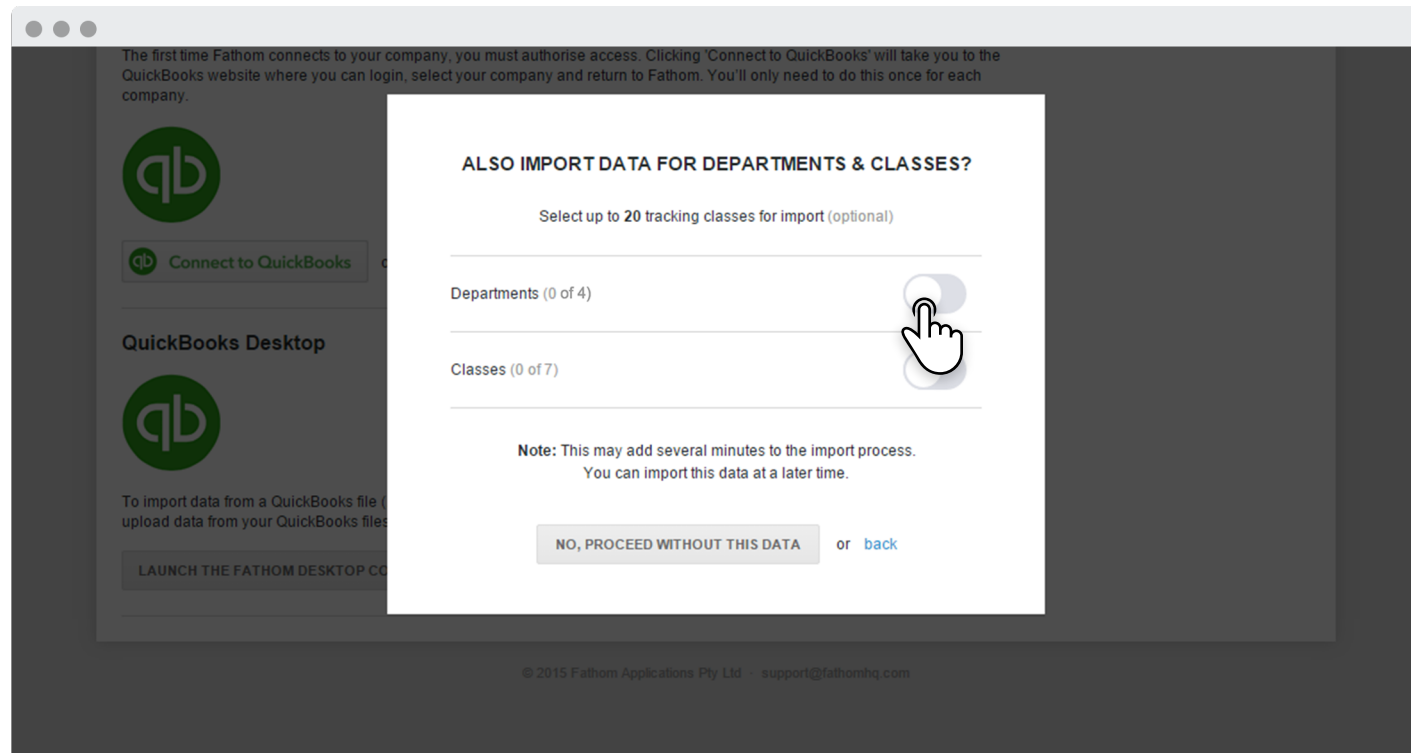 The first time Fathom connects to your company, you must authorise access. Clicking 'Connect to QuickBooks' will take you to the
QuickBooks website where you can login, select your company and return to Fathom. You'll only need to do this once for each
company.
qb
qb Connect to QuickBooks
QuickBooks Desktop
qb
To import data from a QuickBooks file (
upload data from your QuickBooks files
LAUNCH THE FATHOM DESKTOP CO
ALSO IMPORT DATA FOR DEPARTMENTS & CLASSES?
Select up to 20 tracking classes for import (optional)
Departments (0 of 4)
Classes (0 of 7)
Note: This may add several minutes to the import process.
You can import this data at a later time.
NO, PROCEED WITHOUT THIS DATA or back
© 2015 Fathom Applications Pty Ltd · support@fathomhq.com